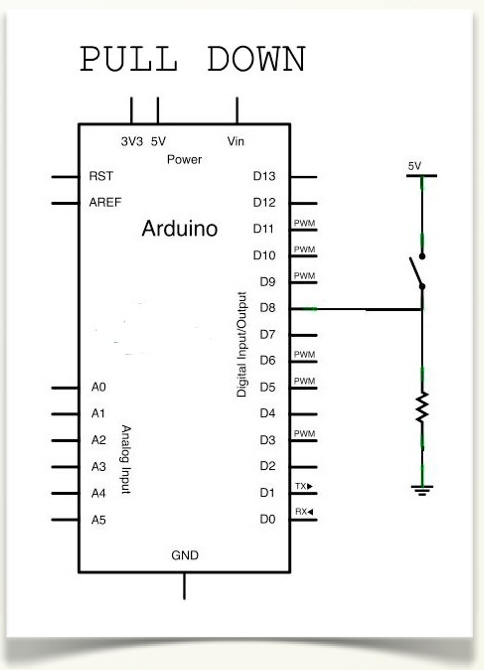 PULL DOWN
3V3 5V Vin
Power
RST
AREF
Arduino
D13
D12
D11 PWM
D10 PWM
D9 PWM
D8
D7
D6 PWM
D5 PWM
D4
D3 PWM
D2
D1 TX▶
D0 RX◀
Digital Input/Output
A0
A1
A2
A3
A4
A5
Analog Input
GND
5V